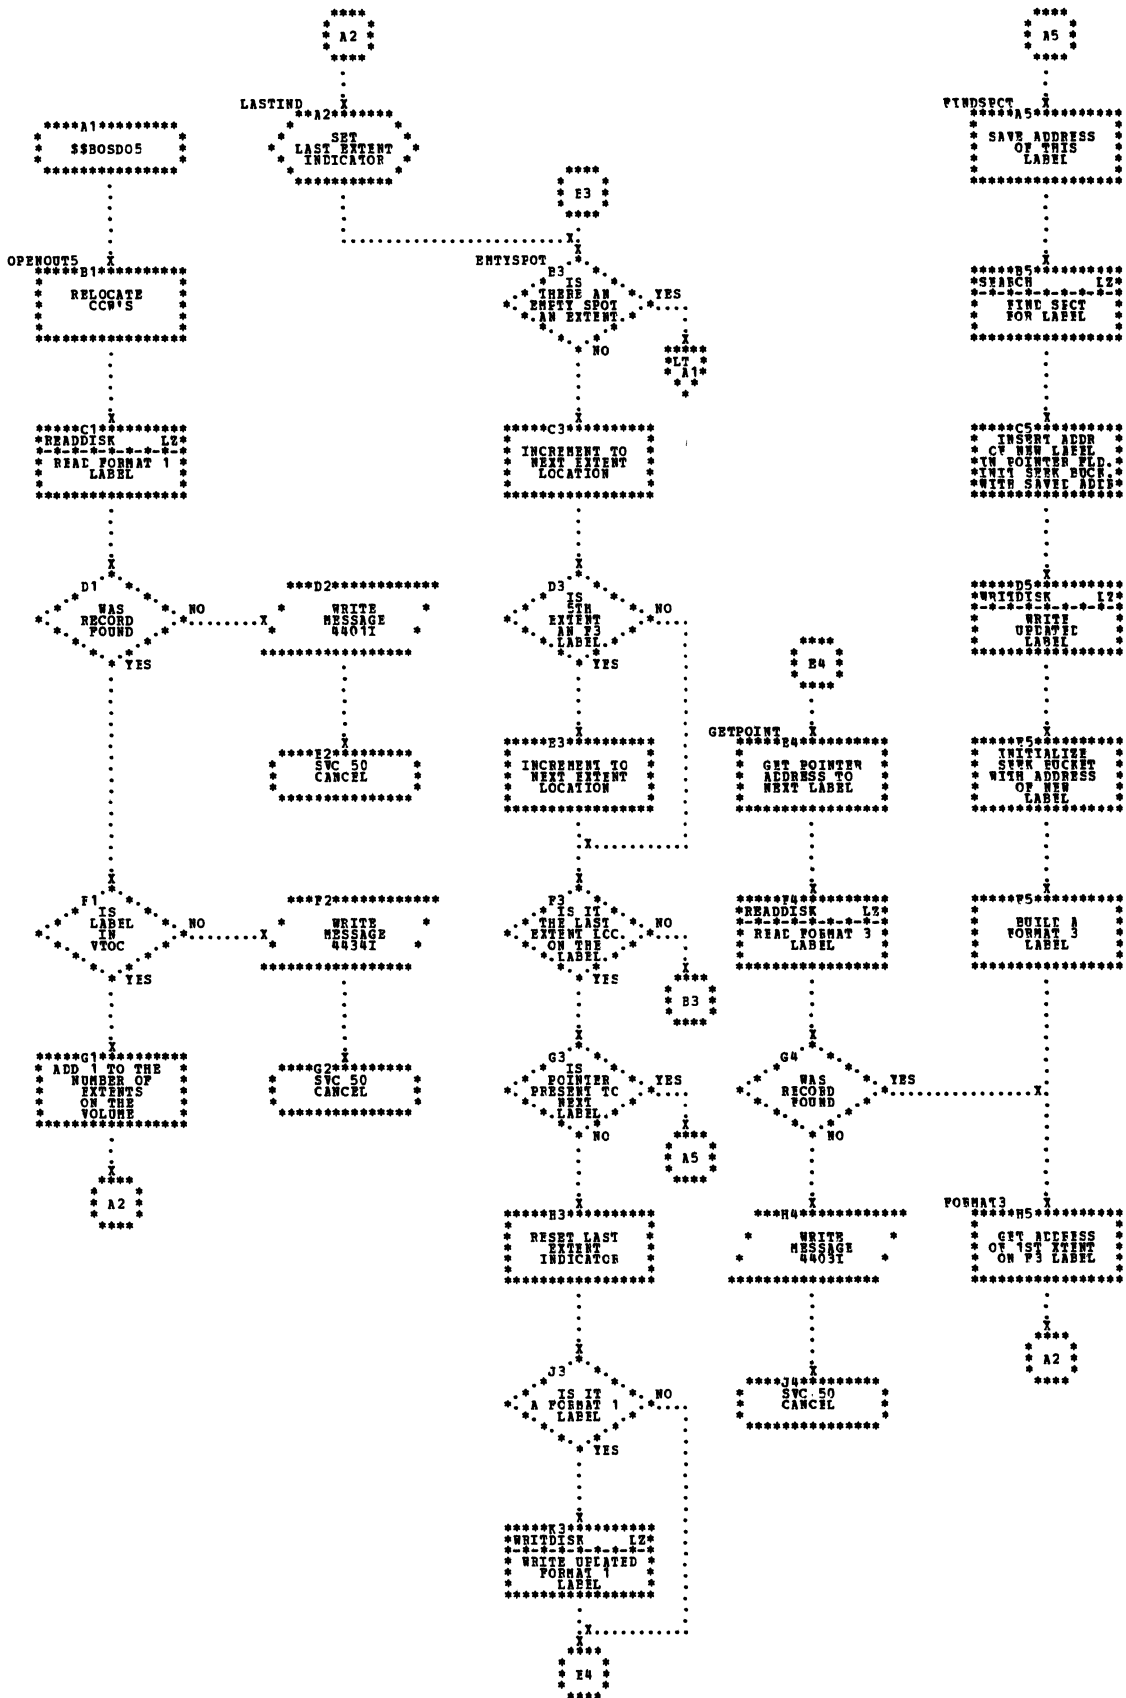 A2
LASTIND
A2
SET
LAST EXTENT
INDICATOR
A1
$$BOSDO5
OPENOUT5
B1
RELOCATE
CCW'S
C1
READDISK LZ
READ FORMAT 1
LABEL
D1
WAS
RECORD
FOUND
NO
YES
D2
WRITE
MESSAGE
4401I
E2
SVC 50
CANCEL
F1
IS
LABEL
IN
VTOC
NO
YES
F2
WRITE
MESSAGE
4434I
G2
SVC 50
CANCEL
G1
ADD 1 TO THE
NUMBER OF
EXTENTS
ON THE
VOLUME
A2
E3
EMTYSPOT
B3
IS
THERE AN
EMPTY SPOT
AN EXTENT.
YES
NO
LT
A1
C3
INCREMENT TO
NEXT EXTENT
LOCATION
D3
IS
5TH
EXTENT
AN F3
LABEL.
NO
YES
E3
INCREMENT TO
NEXT EXTENT
LOCATION
F3
IS IT
THE LAST
EXTENT LOC.
ON THE
LABEL.
NO
YES
B3
G3
IS
POINTER
PRESENT TO
NEXT
LABEL.
YES
NO
A5
H3
RESET LAST
EXTENT
INDICATOR
J3
IS IT
A FORMAT 1
LABEL
NO
YES
K3
WRITDISK LZ
WRITE UPDATED
FORMAT 1
LABEL
E4
E4
GETPOINT
E4
GET POINTER
ADDRESS TO
NEXT LABEL
F4
READDISK LZ
READ FORMAT 3
LABEL
G4
WAS
RECORD
FOUND
YES
NO
H4
WRITE
MESSAGE
4403I
J4
SVC 50
CANCEL
A5
FINDSPCT
A5
SAVE ADDRESS
OF THIS
LABEL
B5
SEARCH LZ
FIND SPCT
FOR LABEL
C5
INSERT ADDR
OF NEW LABEL
IN POINTER FLD.
INIT SEEK BUCK.
WITH SAVED ADDR
D5
WRITDISK LZ
WRITE
UPDATED
LABEL
E5
INITIALIZE
SEEK BUCKET
WITH ADDRESS
OF NEW
LABEL
F5
BUILD A
FORMAT 3
LABEL
FORMAT3
H5
GET ADDRESS
OF 1ST XTENT
ON F3 LABEL
A2